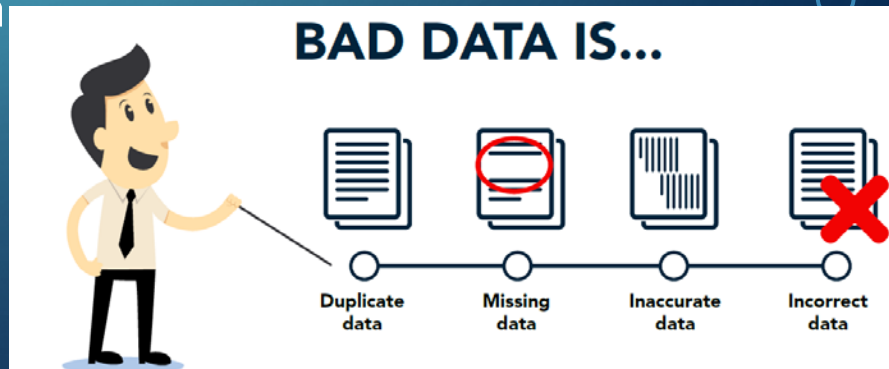 BAD DATA IS...
Duplicate
data
Missing
data
Inaccurate
data
Incorrect
data